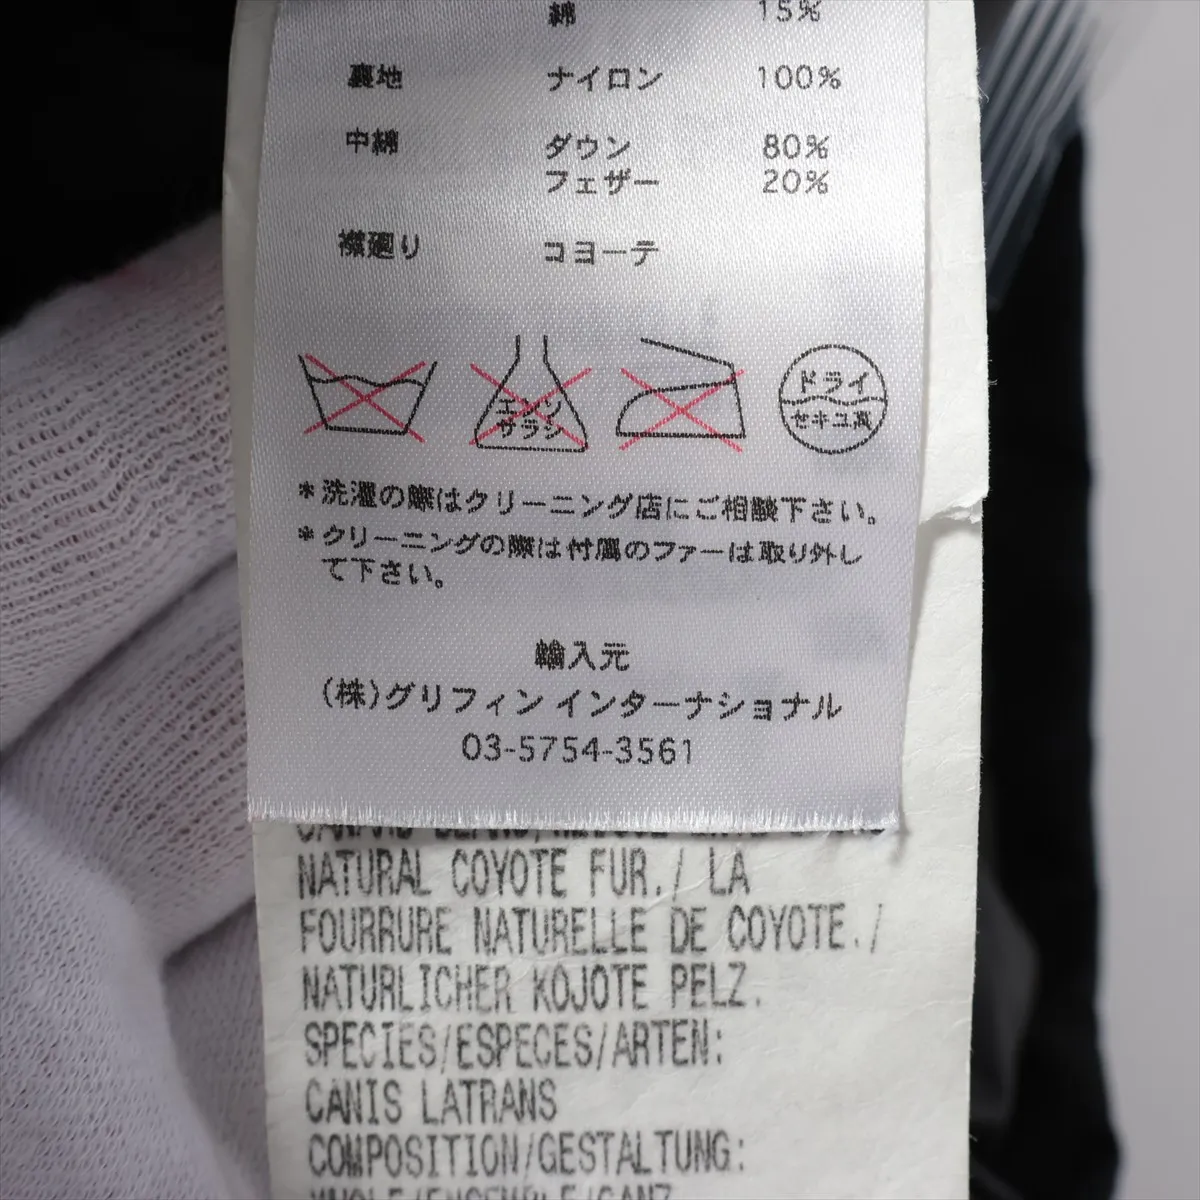 綿 15%
裏地 ナイロン 100%
中綿 ダウン 80%
フェザー 20%
襟廻り コヨーテ
エンソ
サラシ
ドライ
セキユ系
*洗濯の際はクリーニング店にご相談下さい。
*クリーニングの際は付属のファーは取り外し
て下さい。
輸入元
(株)グリフィン インターナショナル
03-5754-3561
NATURAL COYOTE FUR./ LA
FOURRURE NATURELLE DE COYOTE./
NATURLICHER KOJOTE PELZ.
SPECIES/ESPECES/ARTEN:
CANIS LATRANS
COMPOSITION/GESTALTUNG: